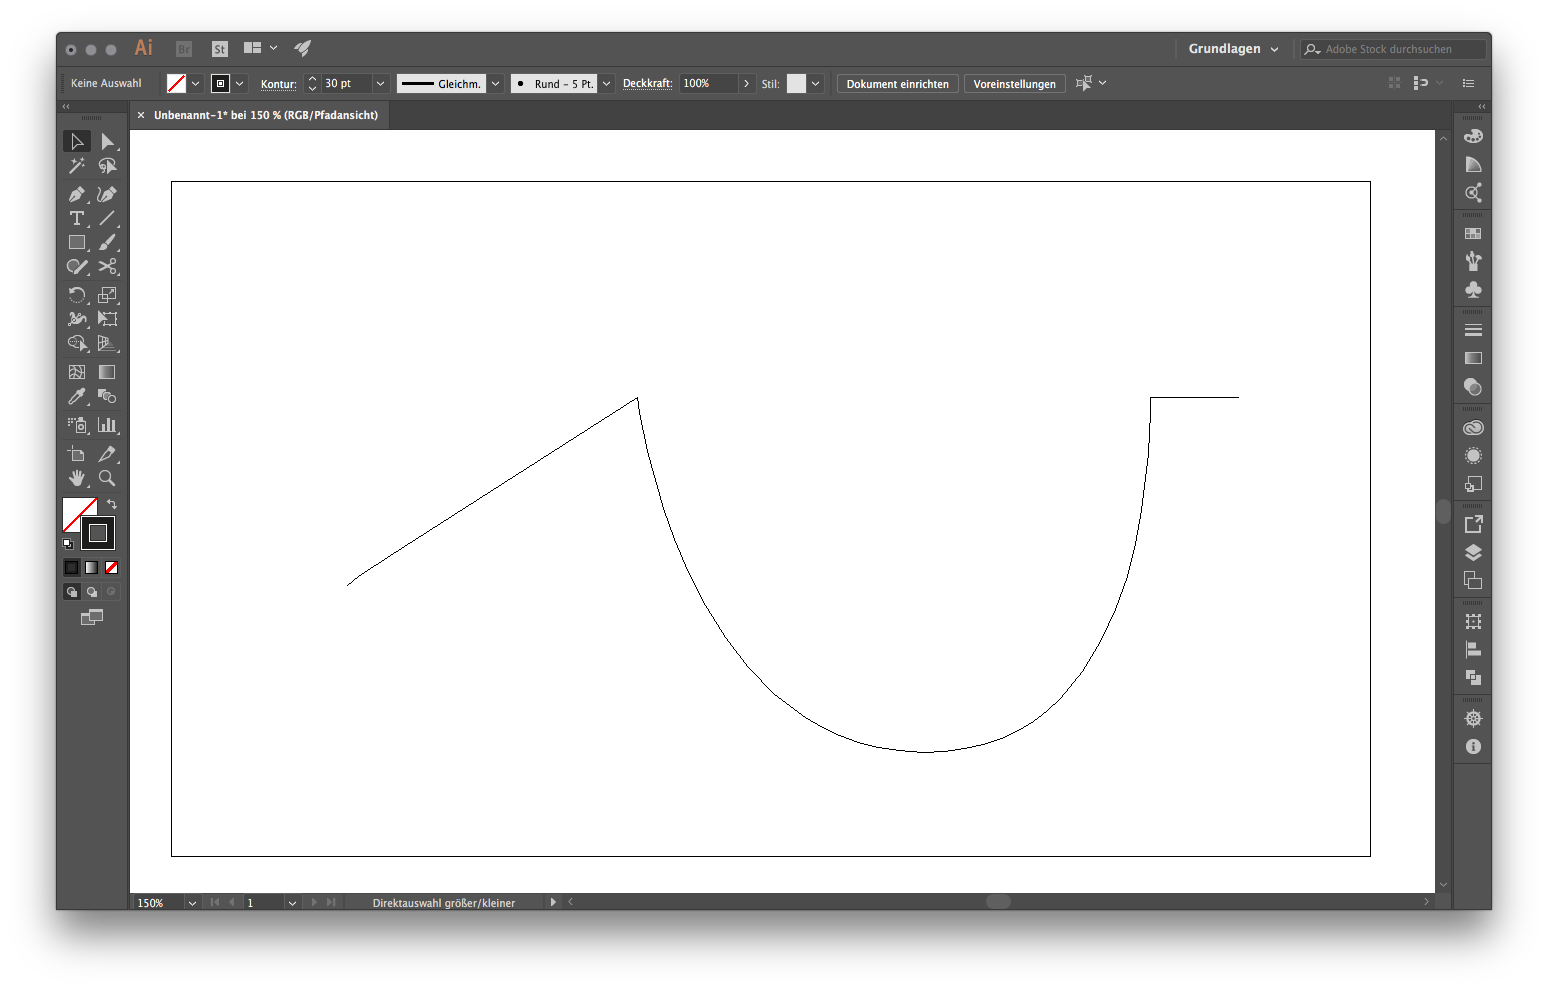 Ai Br St Grundlagen Adobe Stock durchsuchen
Keine Auswahl Kontur: 30 pt Gleichm. Rund – 5 Pt. Deckkraft: 100% Stil: Dokument einrichten Voreinstellungen
× Unbenannt-1* bei 150 % (RGB/Pfadansicht)
150% 1 Direktauswahl größer/kleiner